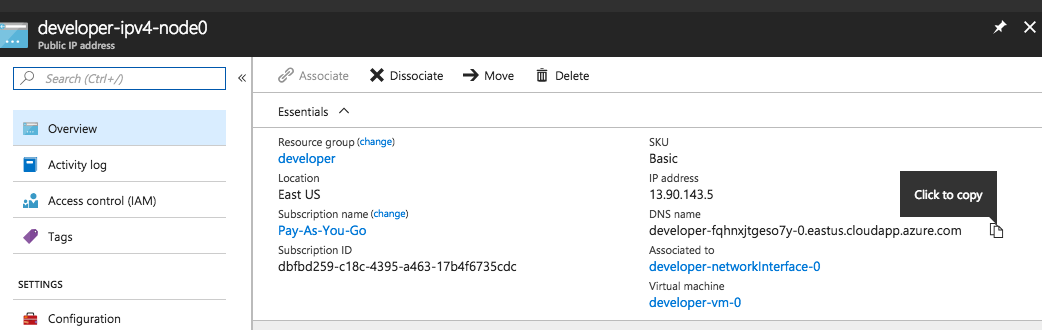 developer-ipv4-node0
Public IP address
Search (Ctrl+/)
Overview
Activity log
Access control (IAM)
Tags
SETTINGS
Configuration
Associate
Dissociate
Move
Delete
Essentials
Resource group (change)
developer
Location
East US
Subscription name (change)
Pay-As-You-Go
Subscription ID
dbfbd259-c18c-4395-a463-17b4f6735cdc
SKU
Basic
IP address
13.90.143.5
Click to copy
DNS name
developer-fqhnxjtgeso7y-0.eastus.cloudapp.azure.com
Associated to
developer-networkInterface-0
Virtual machine
developer-vm-0